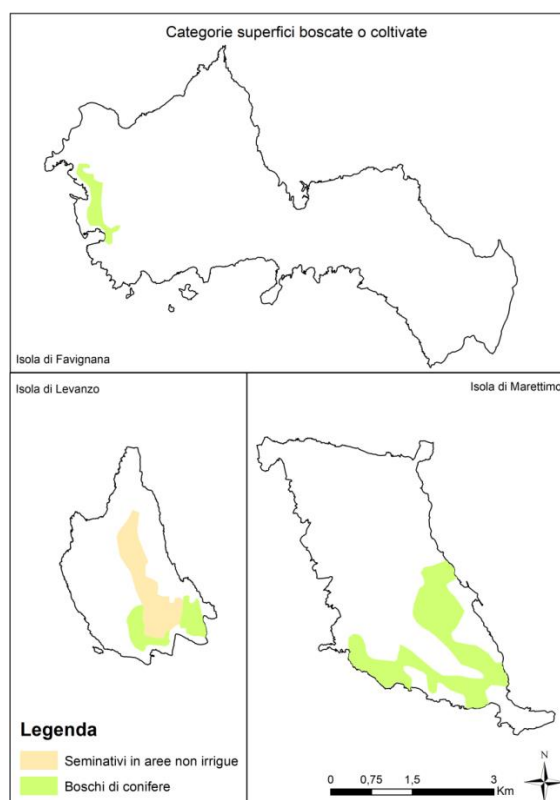 Categorie superfici boscate o coltivate
Isola di Favignana
Isola di Levanzo
Isola di Marettimo
Legenda
Seminativi in aree non irrigue
Boschi di conifere
0 0,75 1,5 3
Km
N